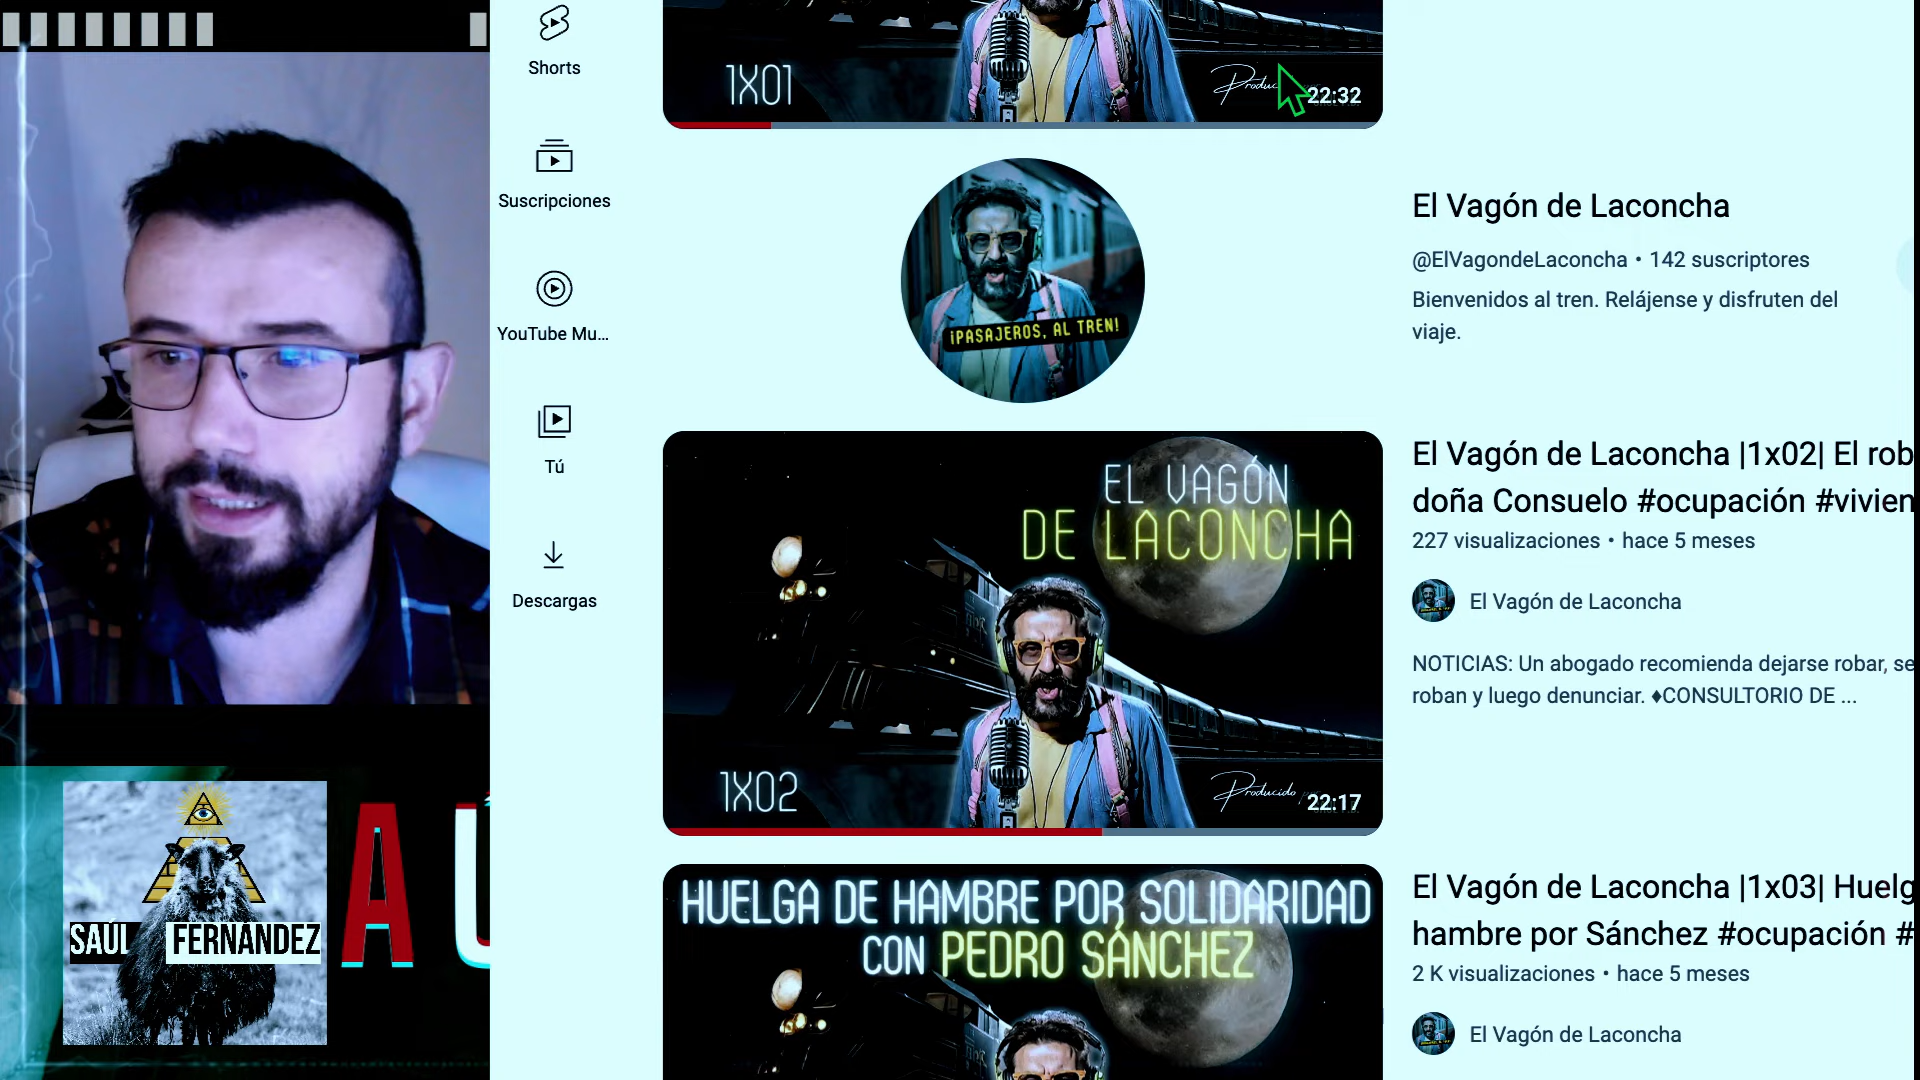 Shorts
Suscripciones
YouTube Mu...
Tú
Descargas
1X01
Produc
22:32
¡PASAJEROS, AL TREN!
El Vagón de Laconcha
@ElVagondeLaconcha • 142 suscriptores
Bienvenidos al tren. Relájense y disfruten del
viaje.
EL VAGÓN
DE LACONCHA
1X02
Producido
22:17
El Vagón de Laconcha |1x02| El rob
doña Consuelo #ocupación #vivien
227 visualizaciones • hace 5 meses
El Vagón de Laconcha
NOTICIAS: Un abogado recomienda dejarse robar, se
roban y luego denunciar. ♦CONSULTORIO DE ...
HUELGA DE HAMBRE POR SOLIDARIDAD
CON PEDRO SÁNCHEZ
El Vagón de Laconcha |1x03| Huelg
hambre por Sánchez #ocupación #
2 K visualizaciones • hace 5 meses
El Vagón de Laconcha
SAÚL FERNÁNDEZ
A Ú